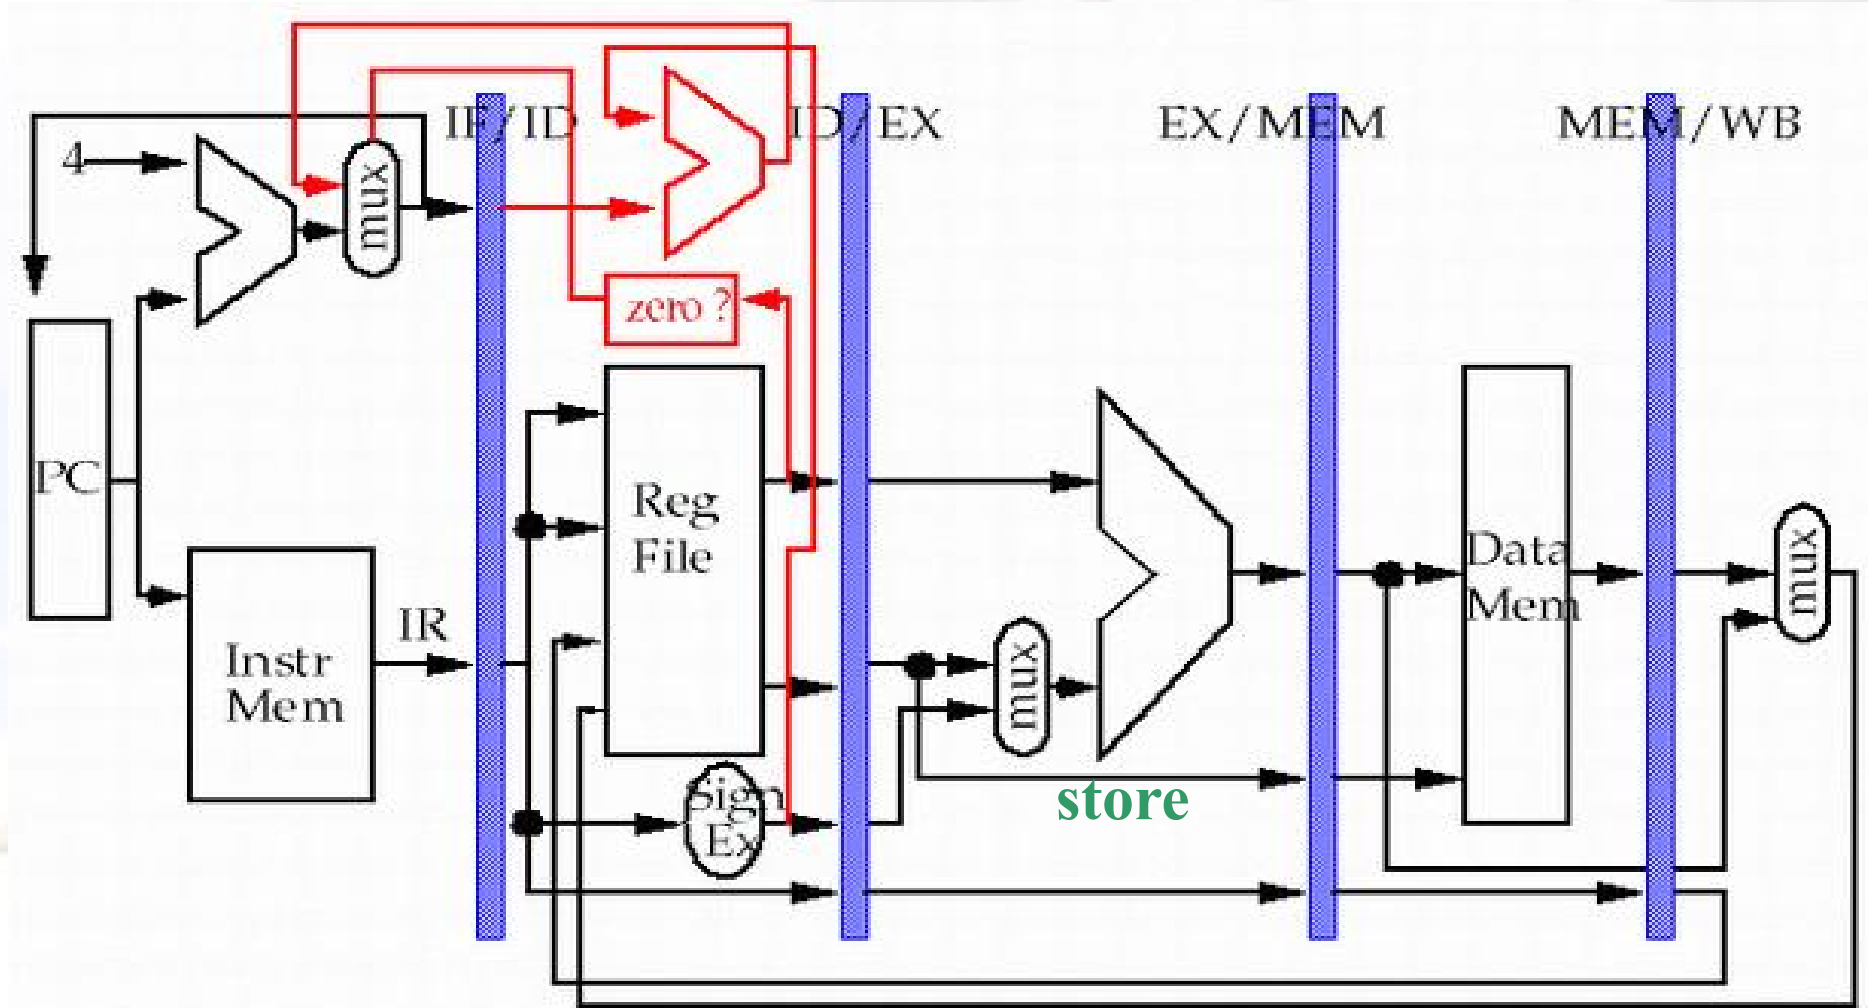 IF/ID
ID/EX
EX/MEM
MEM/WB
4
mux
zero ?
PC
Reg
File
Instr
Mem
IR
Sign
Ex
mux
store
Data
Mem
mux